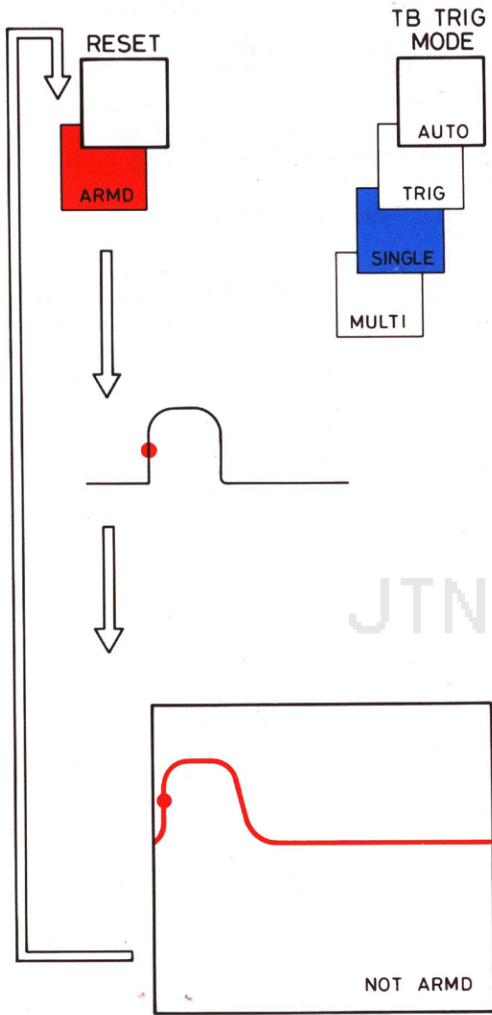 RESET
ARMD
TB TRIG
MODE
AUTO
TRIG
SINGLE
MULTI
JTN
NOT ARMD